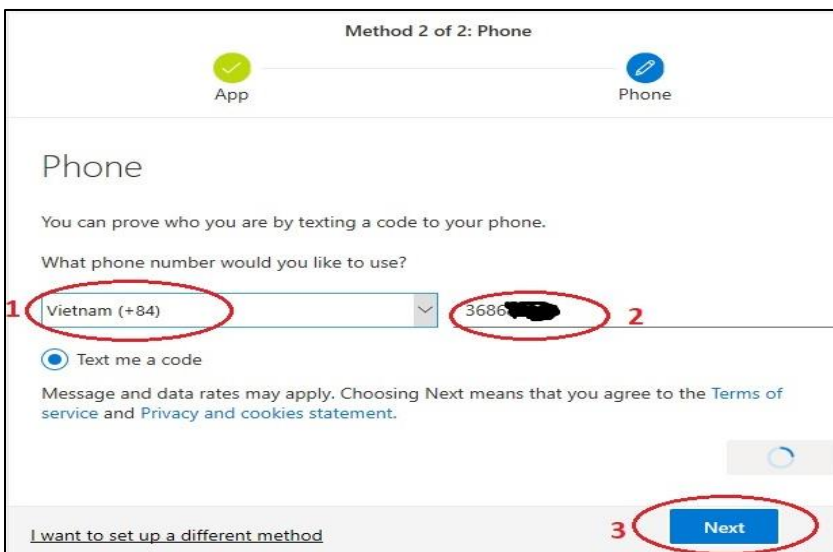 Method 2 of 2: Phone
App
Phone
Phone
You can prove who you are by texting a code to your phone.
What phone number would you like to use?
1 Vietnam (+84)
3686 2
Text me a code
Message and data rates may apply. Choosing Next means that you agree to the Terms of
service and Privacy and cookies statement.
I want to set up a different method
3 Next